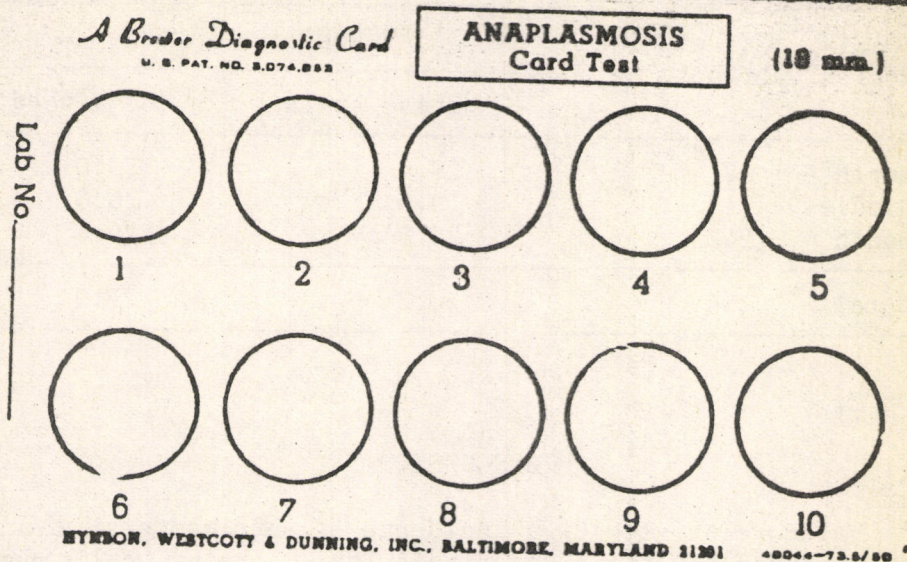 A Brewer Diagnostic Card
U. S. PAT. NO. 3,074,853
ANAPLASMOSIS
Card Test
(18 mm)
Lab No.
1 2 3 4 5
6 7 8 9 10
HYNSON, WESTCOTT & DUNNING, INC., BALTIMORE, MARYLAND 21201